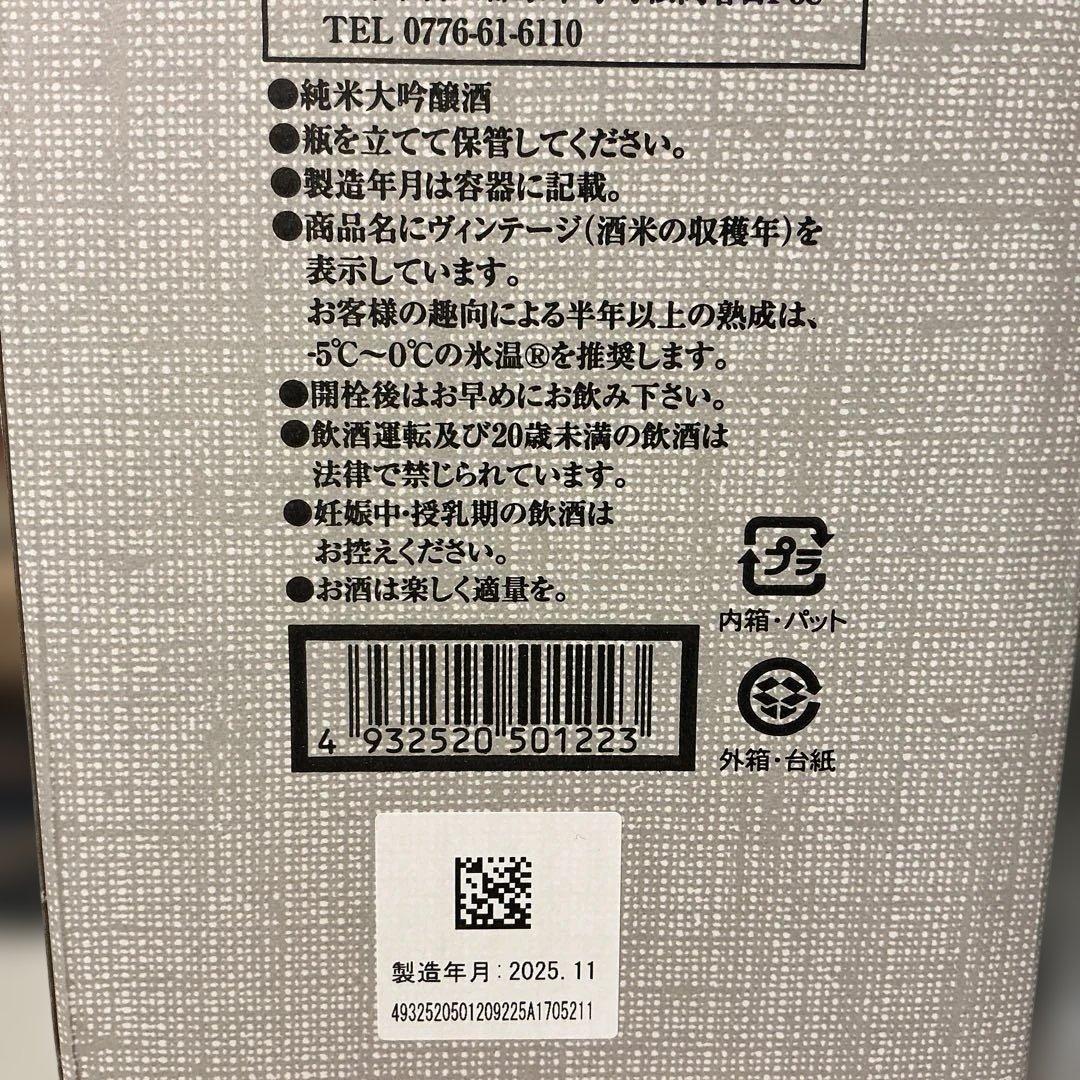 TEL 0776-61-6110
●純米大吟醸酒
●瓶を立てて保管してください。
●製造年月は容器に記載。
●商品名にヴィンテージ(酒米の収穫年)を
表示しています。
お客様の趣向による半年以上の熟成は、
-5℃〜0℃の氷温®を推奨します。
●開栓後はお早めにお飲み下さい。
●飲酒運転及び20歳未満の飲酒は
法律で禁じられています。
●妊娠中・授乳期の飲酒は
お控えください。
●お酒は楽しく適量を。
プラ
内箱・パット
4 932520 501223
外箱・台紙
製造年月: 2025. 11
4932520501209225A1705211